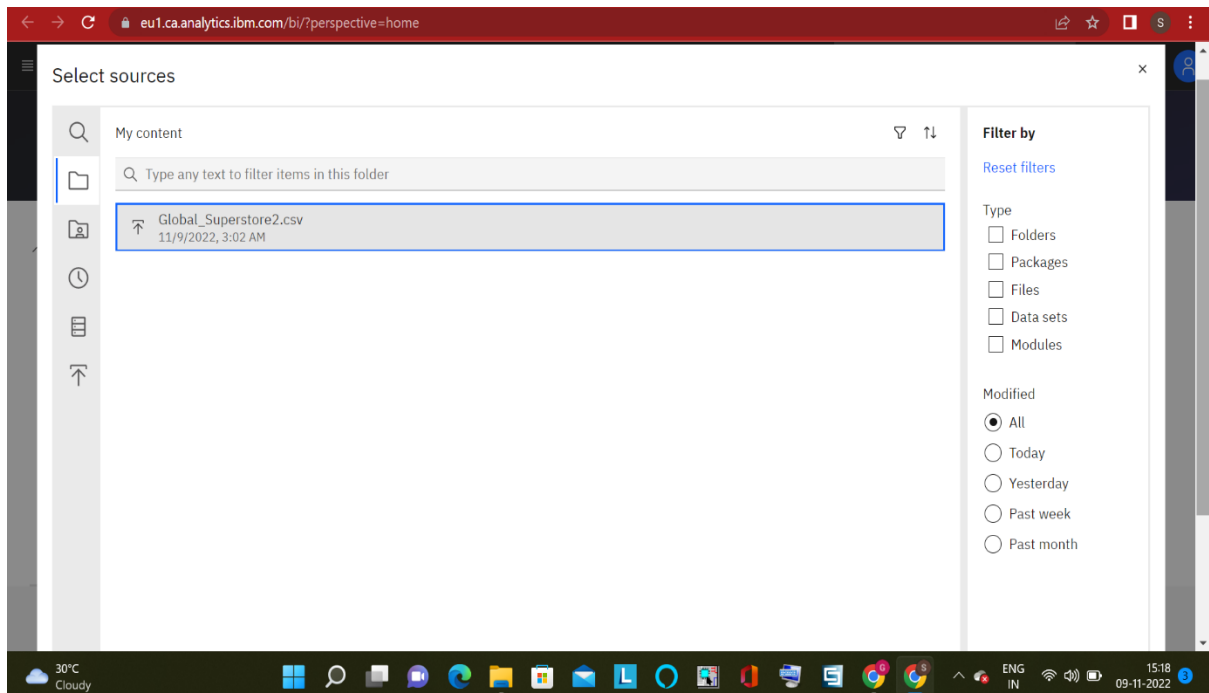 eu1.ca.analytics.ibm.com/bi/?perspective=home
S
Select sources
My content
Type any text to filter items in this folder
Global_Superstore2.csv
11/9/2022, 3:02 AM
Filter by
Reset filters
Type
Folders
Packages
Files
Data sets
Modules
Modified
All
Today
Yesterday
Past week
Past month
30°C
Cloudy
L
S
G
S
ENG
IN
15:18
09-11-2022
3